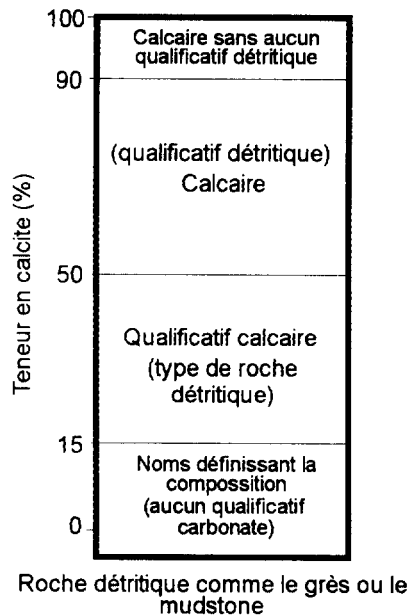 100
Calcaire sans aucun
qualificatif détritique
90
(qualificatif détritique)
Calcaire
Teneur en calcite (%)
50
Qualificatif calcaire
(type de roche
détritique)
15
Noms définissant la
compossition
(aucun qualificatif
carbonate)
0
Roche détritique comme le grès ou le
mudstone